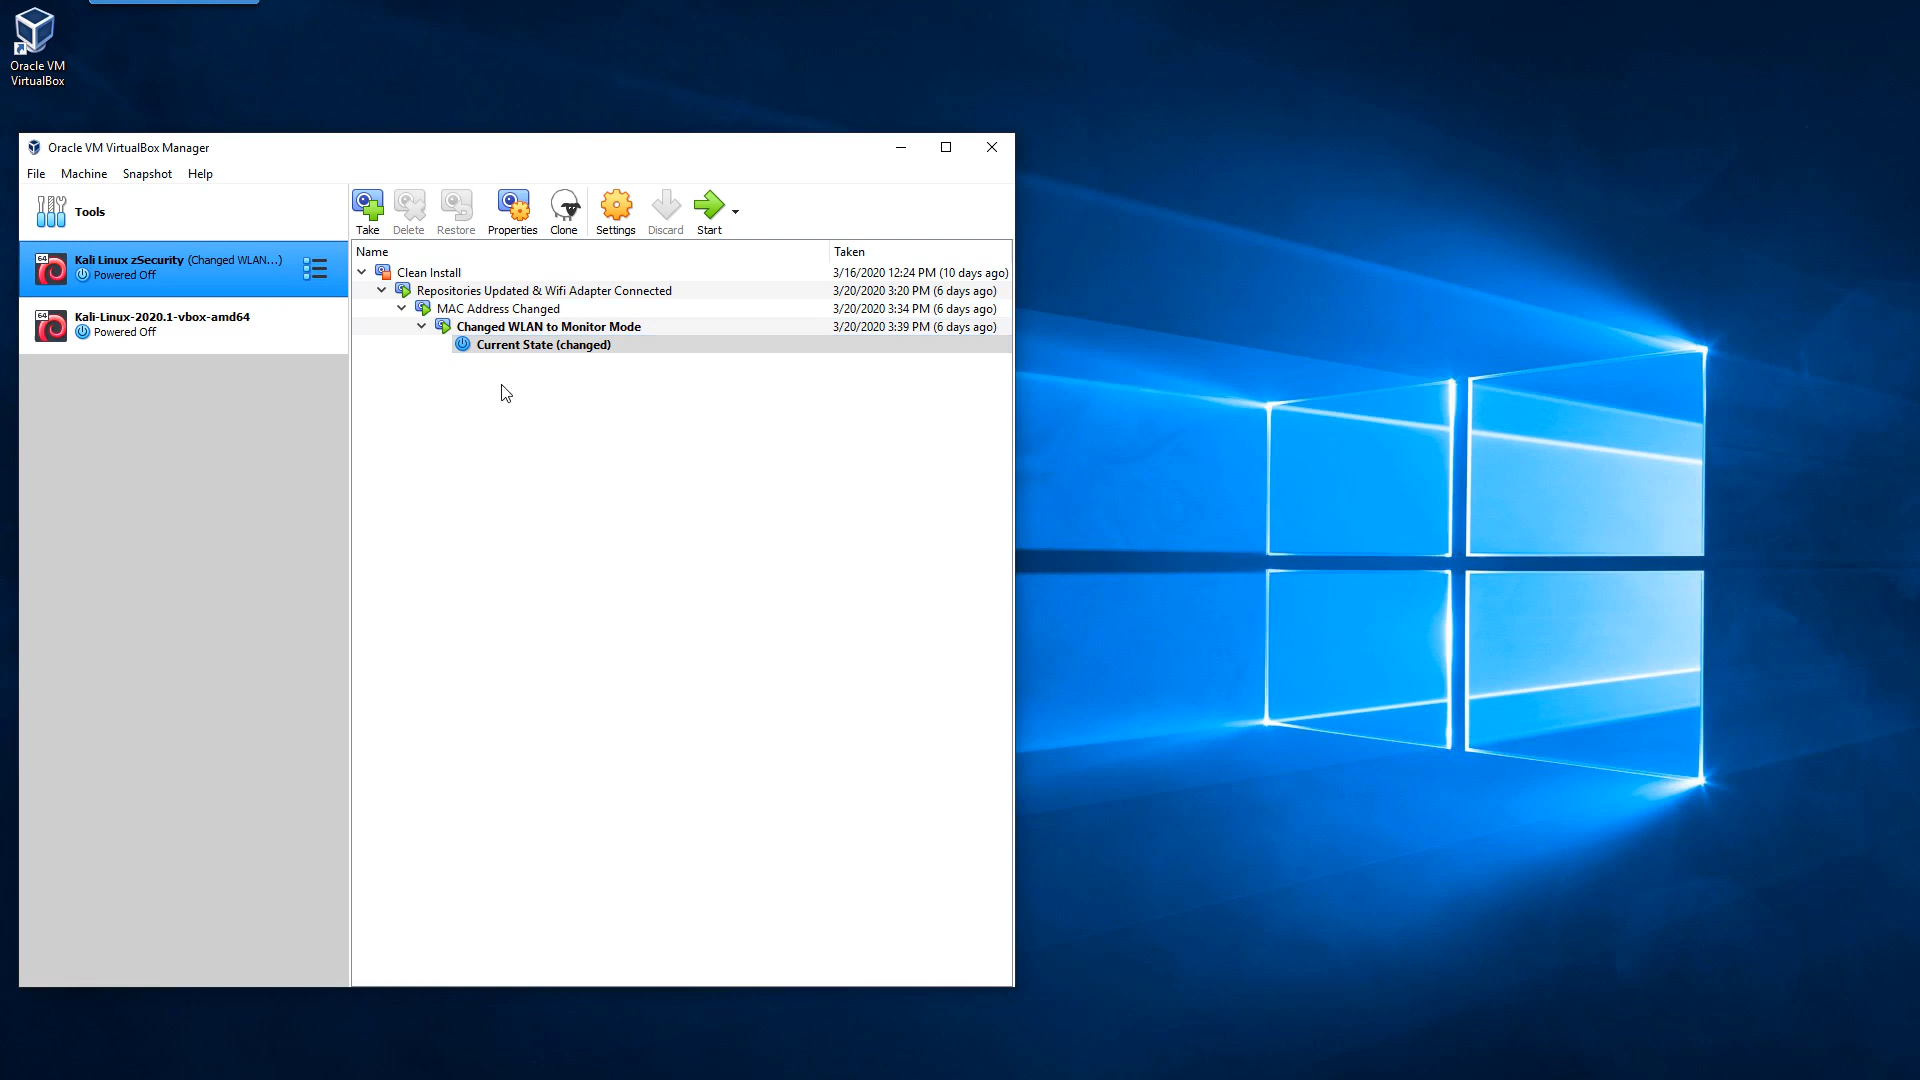 Oracle VM
VirtualBox
Oracle VM VirtualBox Manager
File Machine Snapshot Help
Tools
Take Delete Restore Properties Clone Settings Discard Start
64
Kali Linux zSecurity (Changed WLAN...)
Powered Off
64
Kali-Linux-2020.1-vbox-amd64
Powered Off
Name Taken
Clean Install 3/16/2020 12:24 PM (10 days ago)
Repositories Updated & Wifi Adapter Connected 3/20/2020 3:20 PM (6 days ago)
MAC Address Changed 3/20/2020 3:34 PM (6 days ago)
Changed WLAN to Monitor Mode 3/20/2020 3:39 PM (6 days ago)
Current State (changed)